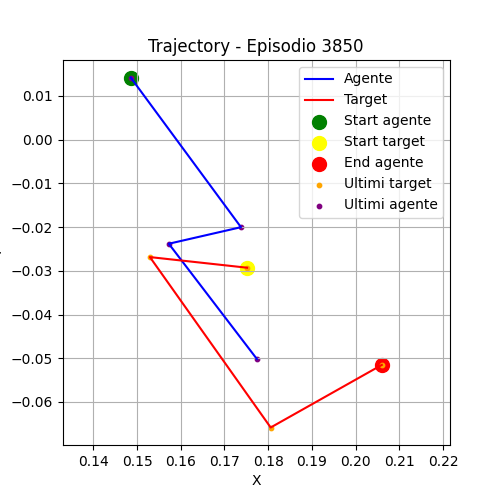 Trajectory - Episodio 3850
Agente
Target
Start agente
Start target
End agente
Ultimi target
Ultimi agente
0.01
0.00
−0.01
−0.02
−0.03
−0.04
−0.05
−0.06
0.14 0.15 0.16 0.17 0.18 0.19 0.20 0.21 0.22
X